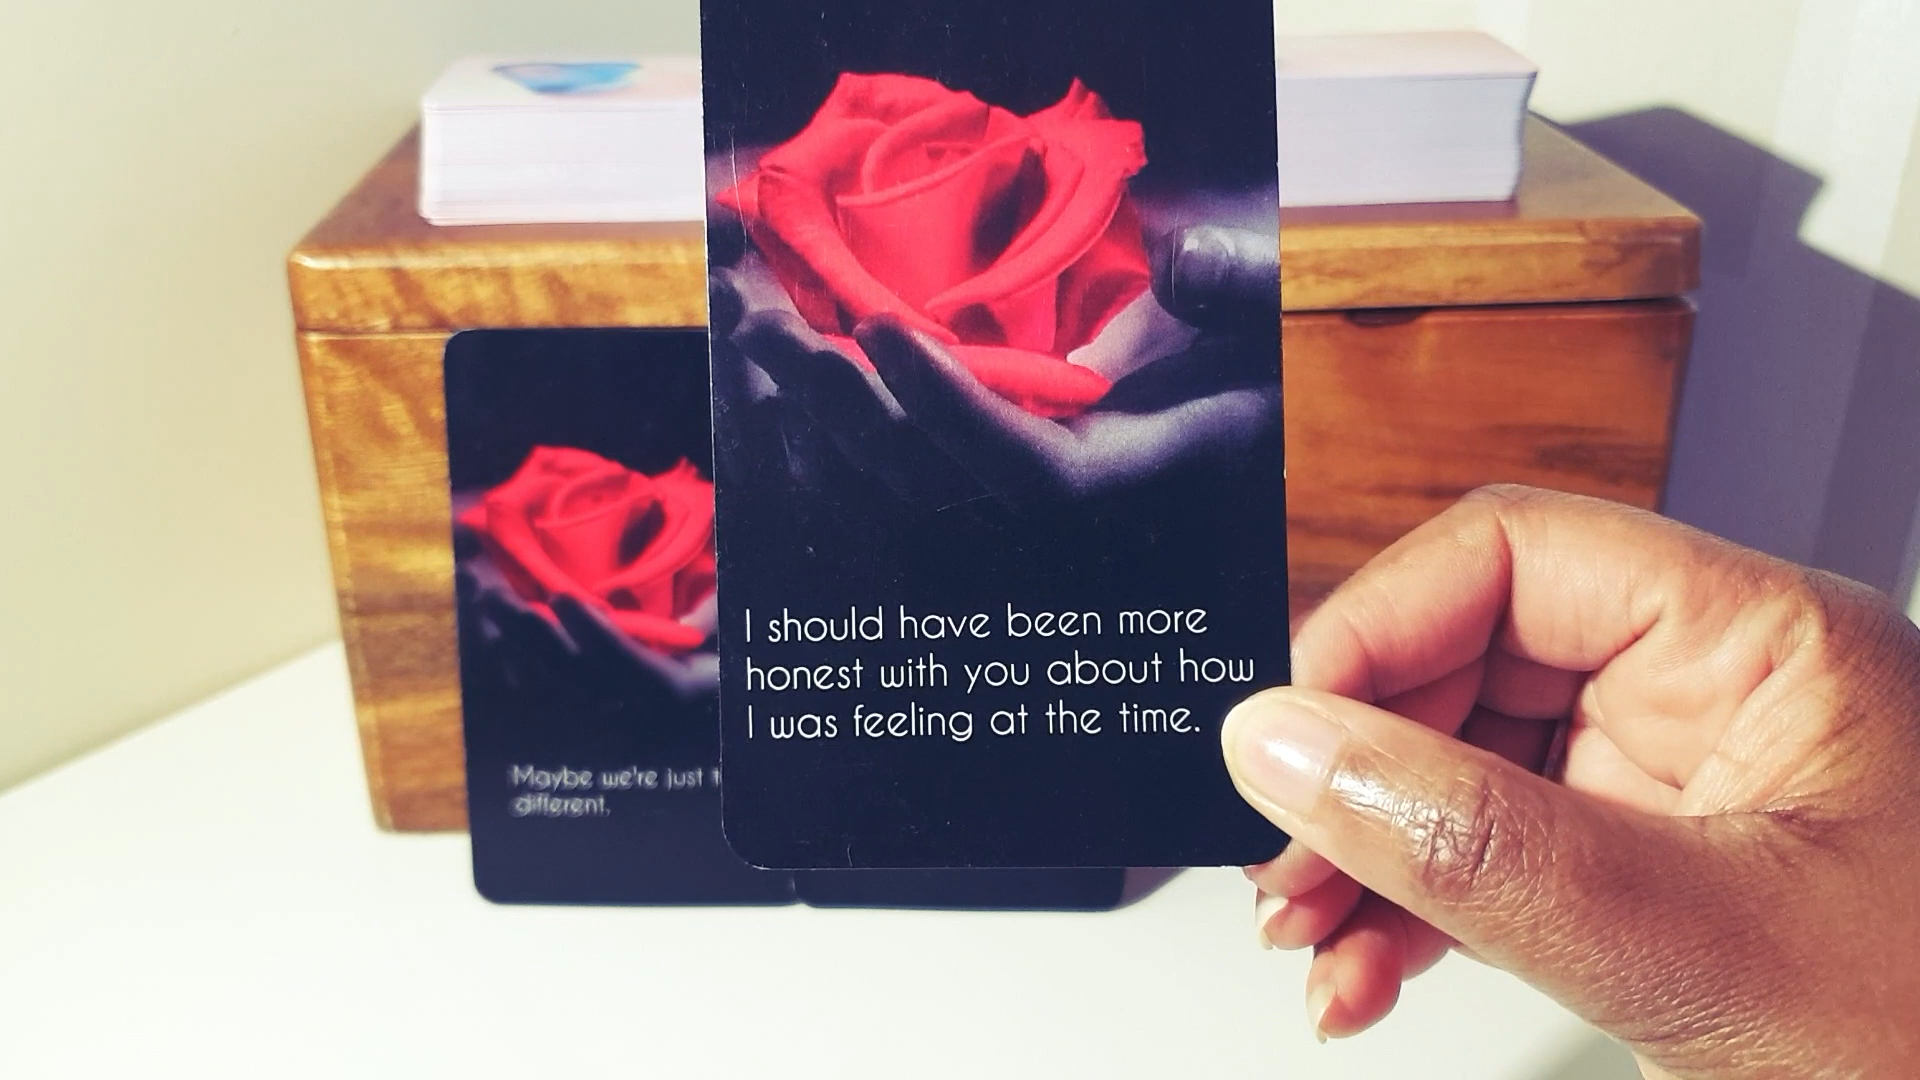 I should have been more
honest with you about how
I was feeling at the time.
Maybe we're just
different.